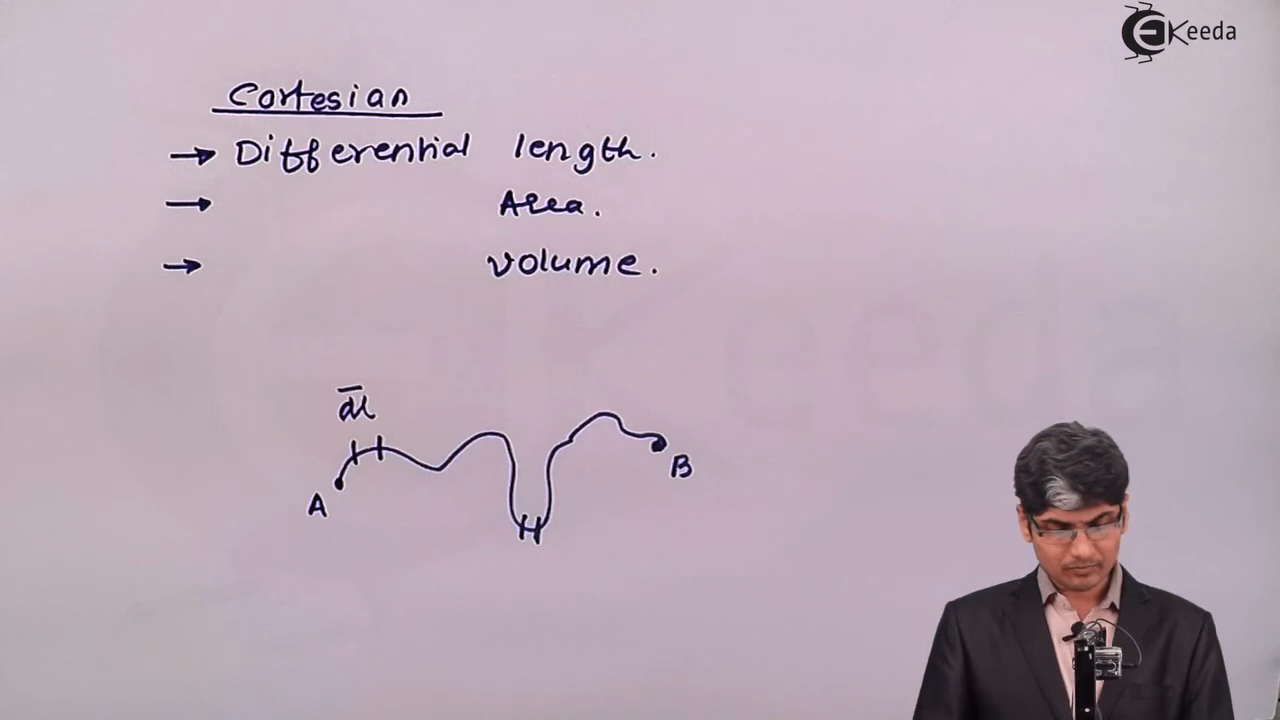 EKeeda
Cartesian
→ Differential length.
→ Area.
→ volume.
dl
A
B